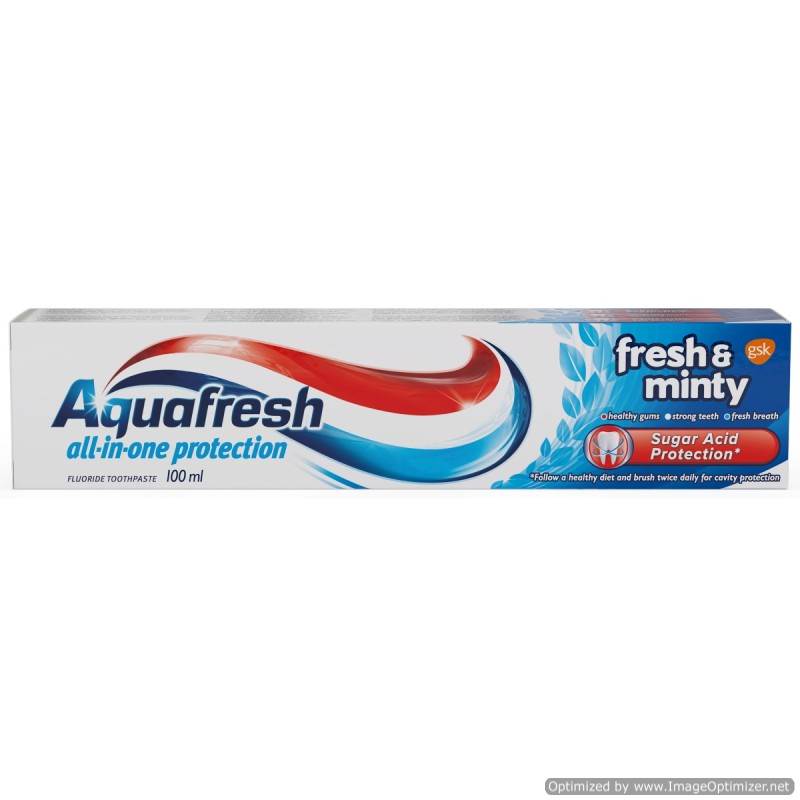 Aquafresh
all-in-one protection
FLUORIDE TOOTHPASTE 100 ml
fresh &
minty
gsk
healthy gums strong teeth fresh breath
Sugar Acid
Protection*
*Follow a healthy diet and brush twice daily for cavity protection
Optimized by www.ImageOptimizer.net